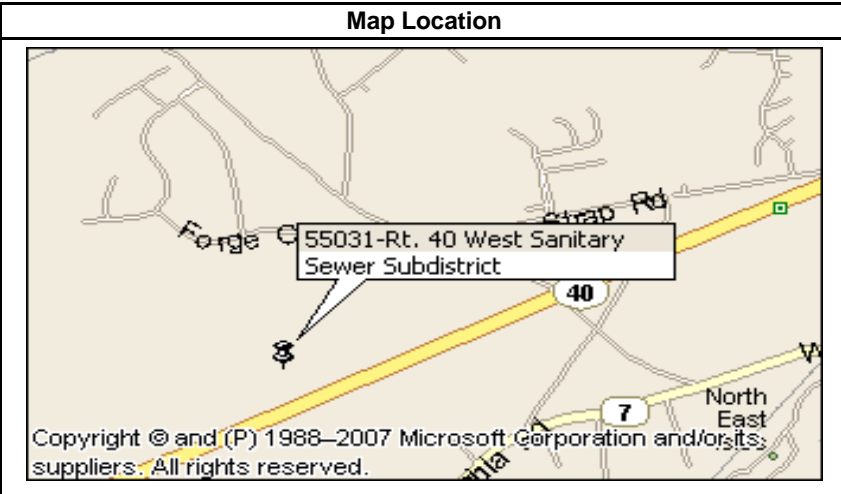 Map Location
Strap Rd
Forge
55031-Rt. 40 West Sanitary
Sewer Subdistrict
40
7
North
East
Copyright © and (P) 1988–2007 Microsoft Corporation and/or its
suppliers. All rights reserved.